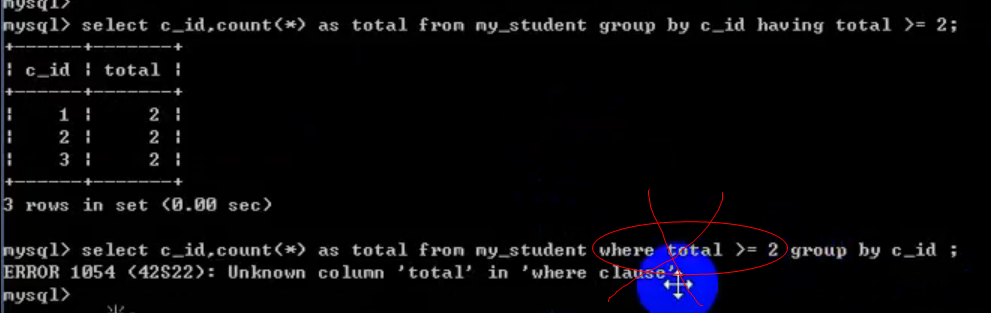 mysql>
mysql> select c_id,count(*) as total from my_student group by c_id having total >= 2;
+------+-------+
| c_id | total |
+------+-------+
|    1 |     2 |
|    2 |     2 |
|    3 |     2 |
+------+-------+
3 rows in set (0.00 sec)
mysql> select c_id,count(*) as total from my_student where total >= 2 group by c_id ;
ERROR 1054 (42S22): Unknown column 'total' in 'where clause'
mysql>